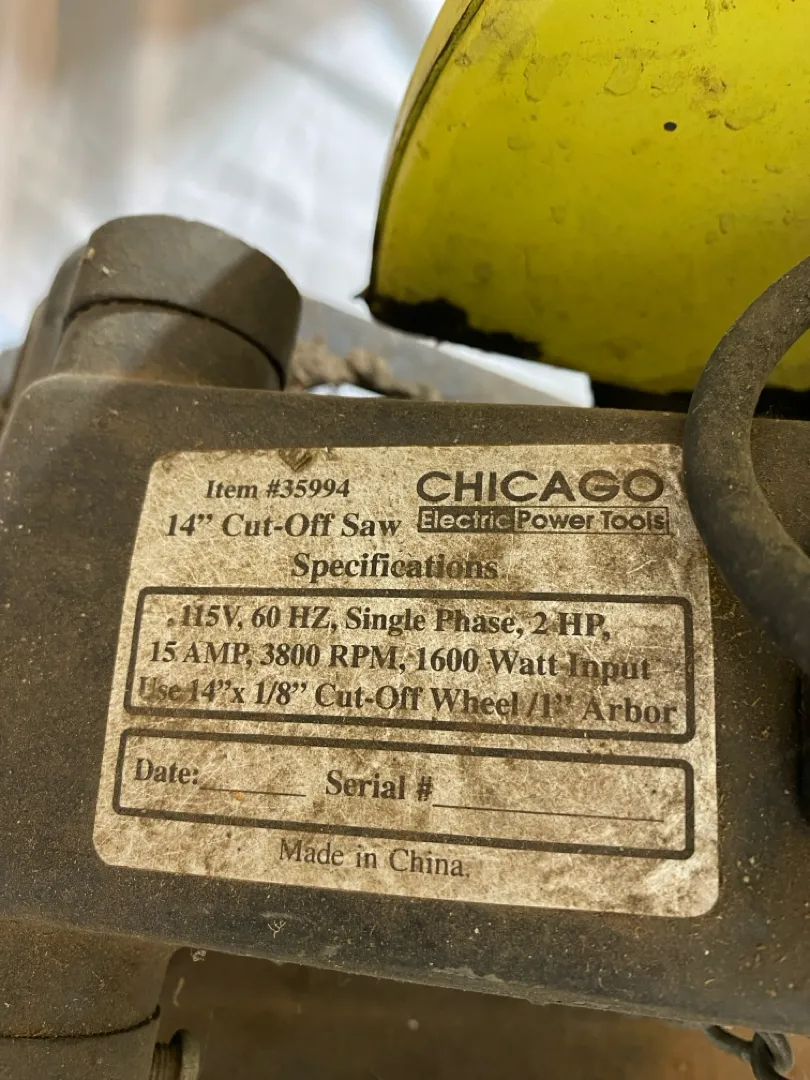 Item #35994
CHICAGO
14" Cut-Off Saw
Electric Power Tools
Specifications
115V, 60 HZ, Single Phase, 2 HP,
15 AMP, 3800 RPM, 1600 Watt Input
Use 14"x 1/8" Cut-Off Wheel /1" Arbor
Date:
Serial #
Made in China.